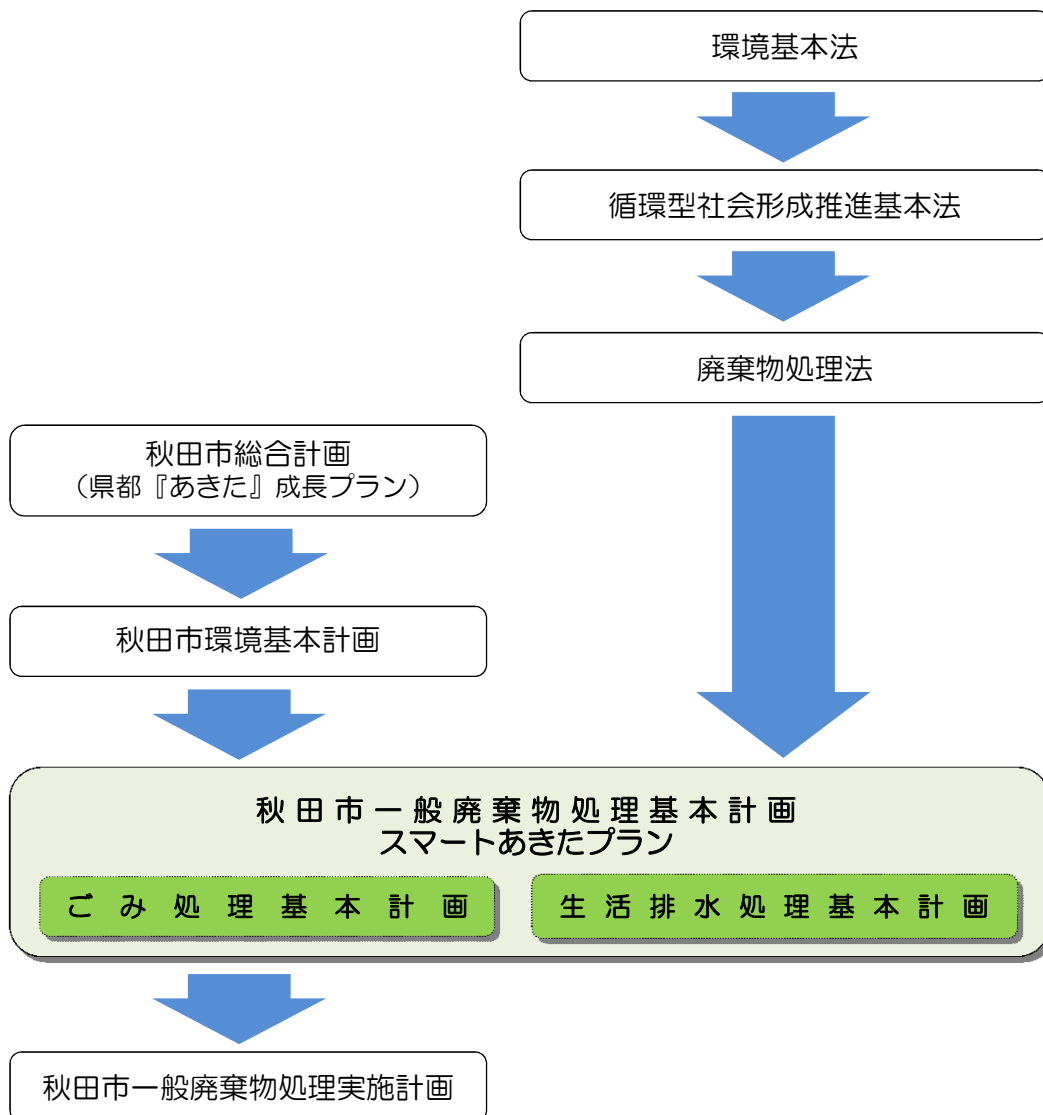 環境基本法
循環型社会形成推進基本法
廃棄物処理法
秋田市総合計画
（県都『あきた』成長プラン）
秋田市環境基本計画
秋田市一般廃棄物処理基本計画
スマートあきたプラン
ごみ処理基本計画
生活排水処理基本計画
秋田市一般廃棄物処理実施計画